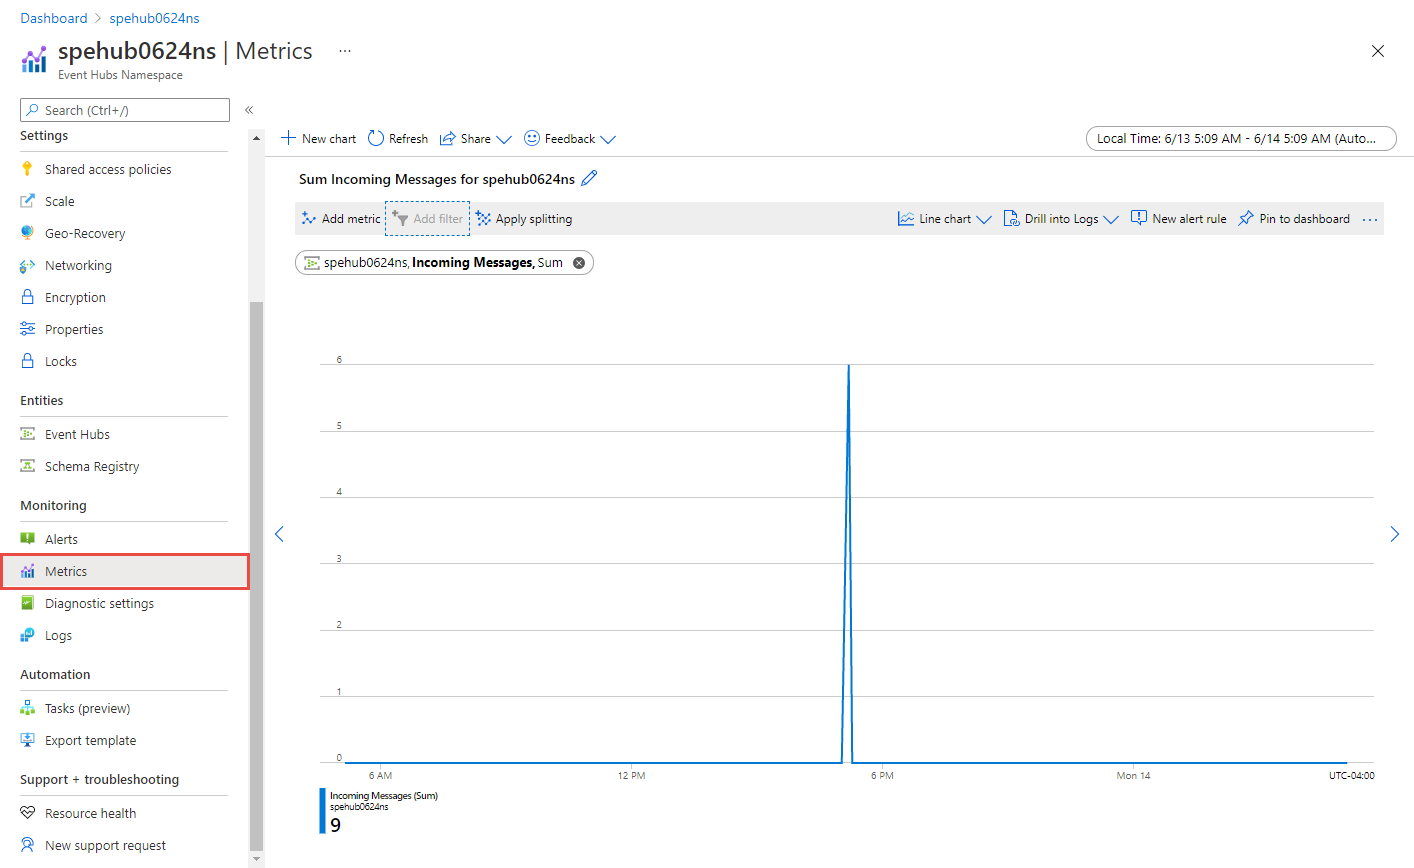 Dashboard > spehub0624ns
spehub0624ns | Metrics ...
Event Hubs Namespace
Search (Ctrl+/) «
Settings
Shared access policies
Scale
Geo-Recovery
Networking
Encryption
Properties
Locks
Entities
Event Hubs
Schema Registry
Monitoring
Alerts
Metrics
Diagnostic settings
Logs
Automation
Tasks (preview)
Export template
Support + troubleshooting
Resource health
New support request
New chart Refresh Share Feedback
Local Time: 6/13 5:09 AM - 6/14 5:09 AM (Auto...
Sum Incoming Messages for spehub0624ns
Add metric Add filter Apply splitting Line chart Drill into Logs New alert rule Pin to dashboard ...
spehub0624ns, Incoming Messages, Sum
6
5
4
3
2
1
0
6 AM 12 PM 6 PM Mon 14 UTC-04:00
Incoming Messages (Sum)
spehub0624ns
9